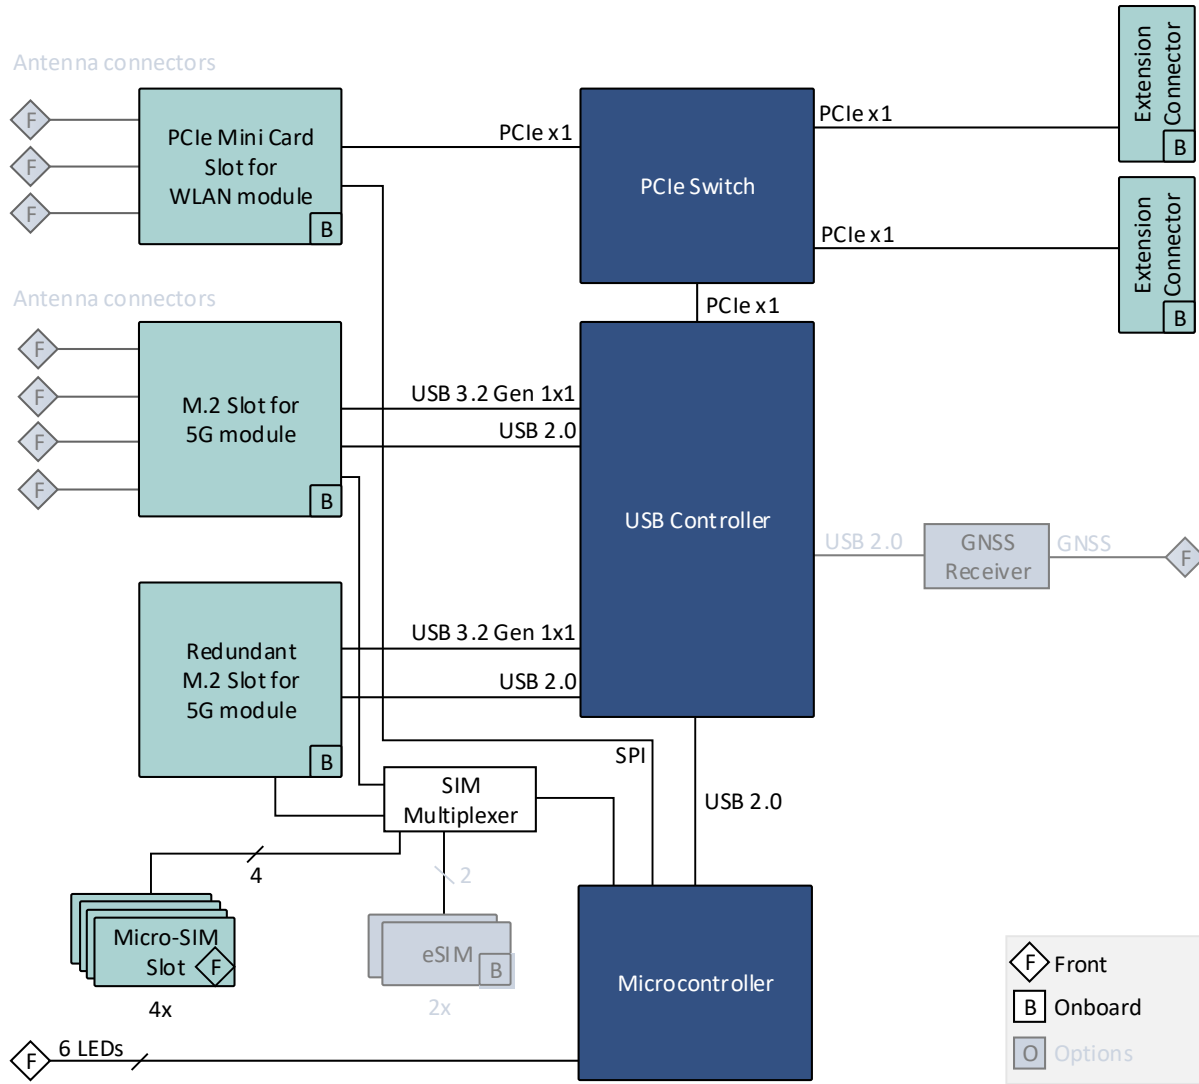 Antenna connectors
F
F
F
PCIe Mini Card
Slot for
WLAN module
B
PCIe x1
PCIe Switch
PCIe x1
PCIe x1
PCIe x1
Extension
Connector
B
Extension
Connector
B
Antenna connectors
F
F
F
F
M.2 Slot for
5G module
B
USB 3.2 Gen 1x1
USB 2.0
USB Controller
USB 2.0
GNSS
Receiver
GNSS
F
Redundant
M.2 Slot for
5G module
B
USB 3.2 Gen 1x1
USB 2.0
SPI
USB 2.0
SIM
Multiplexer
4
2
Micro-SIM
Slot
F
4x
eSIM
B
2x
Microcontroller
F
6 LEDs
F Front
B Onboard
O Options